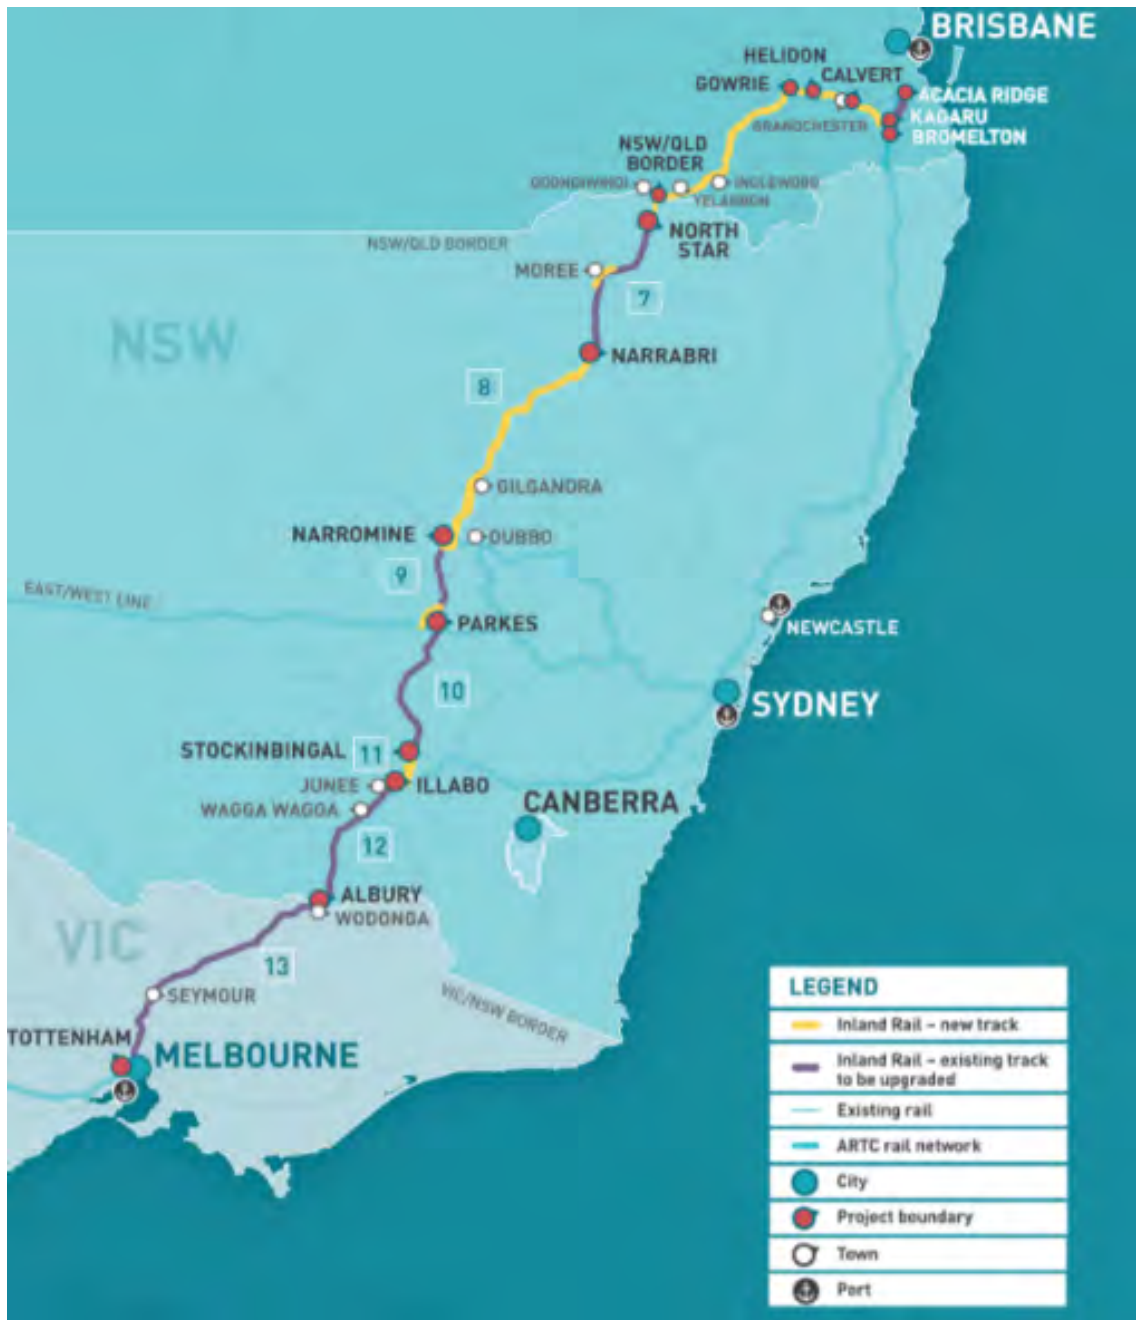 BRISBANE
HELIDON
GOWRIE
CALVERT
ACACIA RIDGE
KAGARU
BROMELTON
GRANDCHESTER
NSW/QLD
BORDER
GOONDIWINDI
INGLEWOOD
YELARBON
NORTH
STAR
NSW/QLD BORDER
MOREE
7
NSW
NARRABRI
8
GILGANDRA
NARROMINE
DUBBO
9
EAST/WEST LINE
PARKES
NEWCASTLE
10
SYDNEY
STOCKINBINGAL
11
JUNEE
ILLABO
WAGGA WAGGA
CANBERRA
12
ALBURY
WODONGA
VIC
13
SEYMOUR
VIC/NSW BORDER
TOTTENHAM
MELBOURNE
LEGEND
Inland Rail – new track
Inland Rail – existing track
to be upgraded
Existing rail
ARTC rail network
City
Project boundary
Town
Port